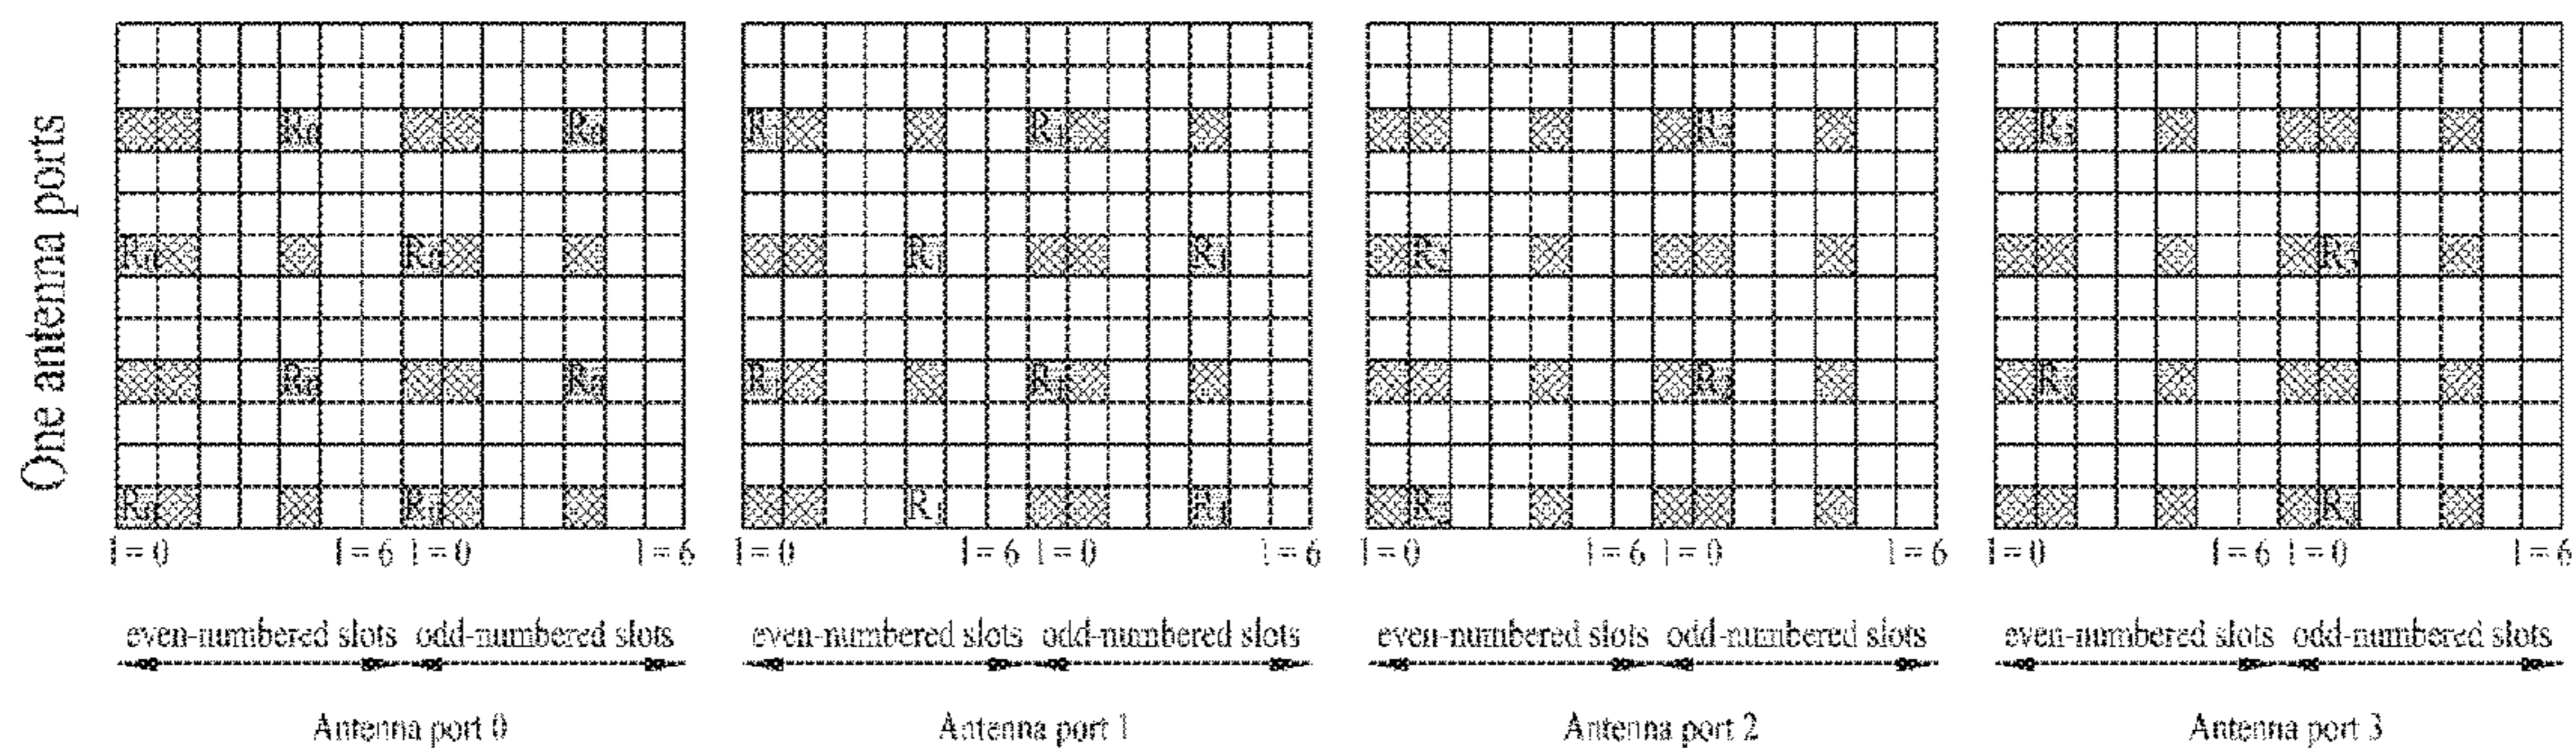 One antenna ports
R0 R0 R R1 R2 R3
R0 R0 R1 R1 R2 R3
R0 R0 R R1 R2 R3
R0 R0 R1 R1 R2 R3
l = 0 l = 6 l = 0 l = 6 l = 0 l = 6 l = 0 l = 6 l = 0 l = 6 l = 0 l = 6 l = 0 l = 6 l = 0 l = 6
even-numbered slots odd-numbered slots even-numbered slots odd-numbered slots even-numbered slots odd-numbered slots even-numbered slots odd-numbered slots
Antenna port 0 Antenna port 1 Antenna port 2 Antenna port 3